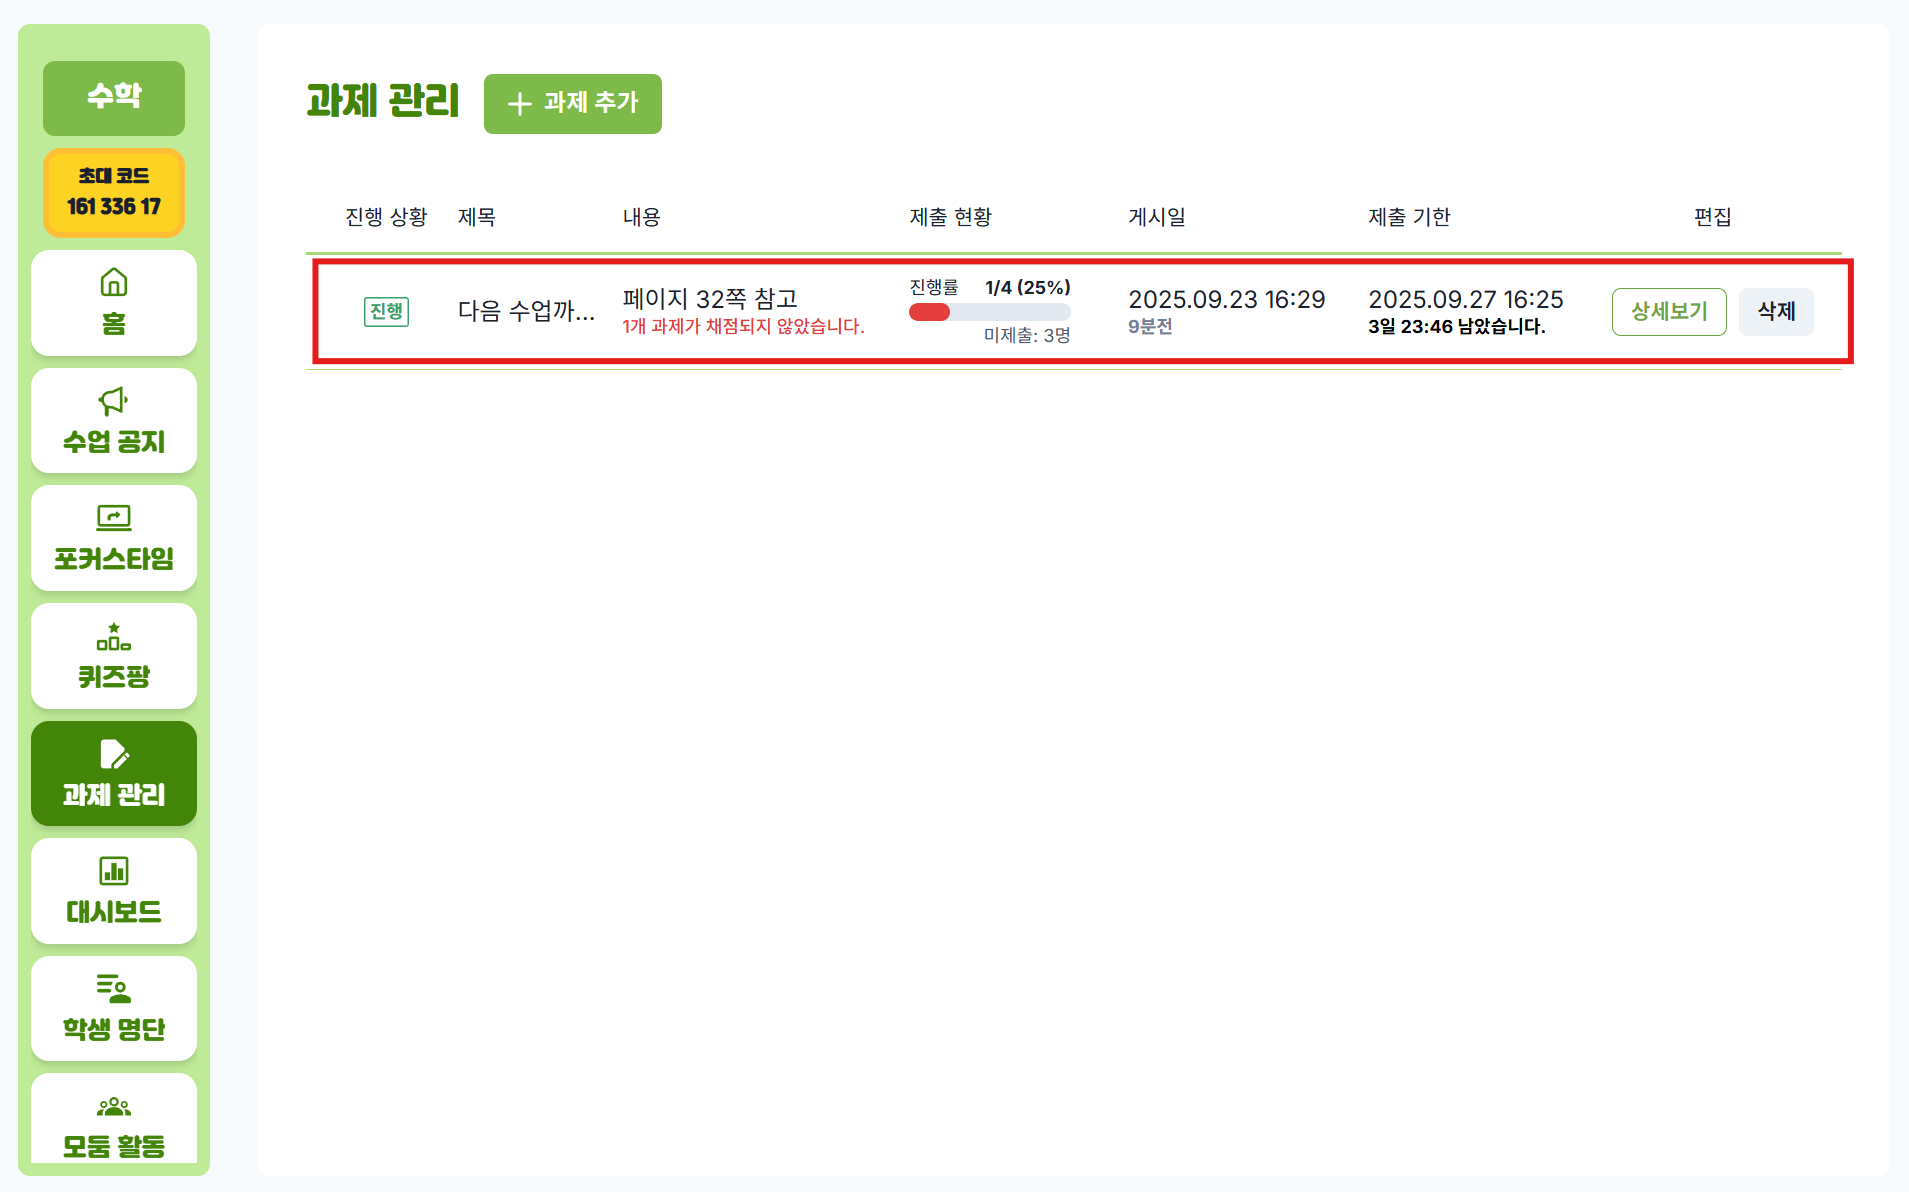 수학
초대 코드
161 336 17
홈
수업 공지
포커스타임
퀴즈팡
과제 관리
대시보드
학생 명단
모둠 활동
과제 관리
과제 추가
진행 상황 제목 내용 제출 현황 게시일 제출 기한 편집
진행
다음 수업까...
페이지 32쪽 참고
1개 과제가 채점되지 않았습니다.
진행률 1/4 (25%)
미제출: 3명
2025.09.23 16:29
9분전
2025.09.27 16:25
3일 23:46 남았습니다.
상세보기
삭제